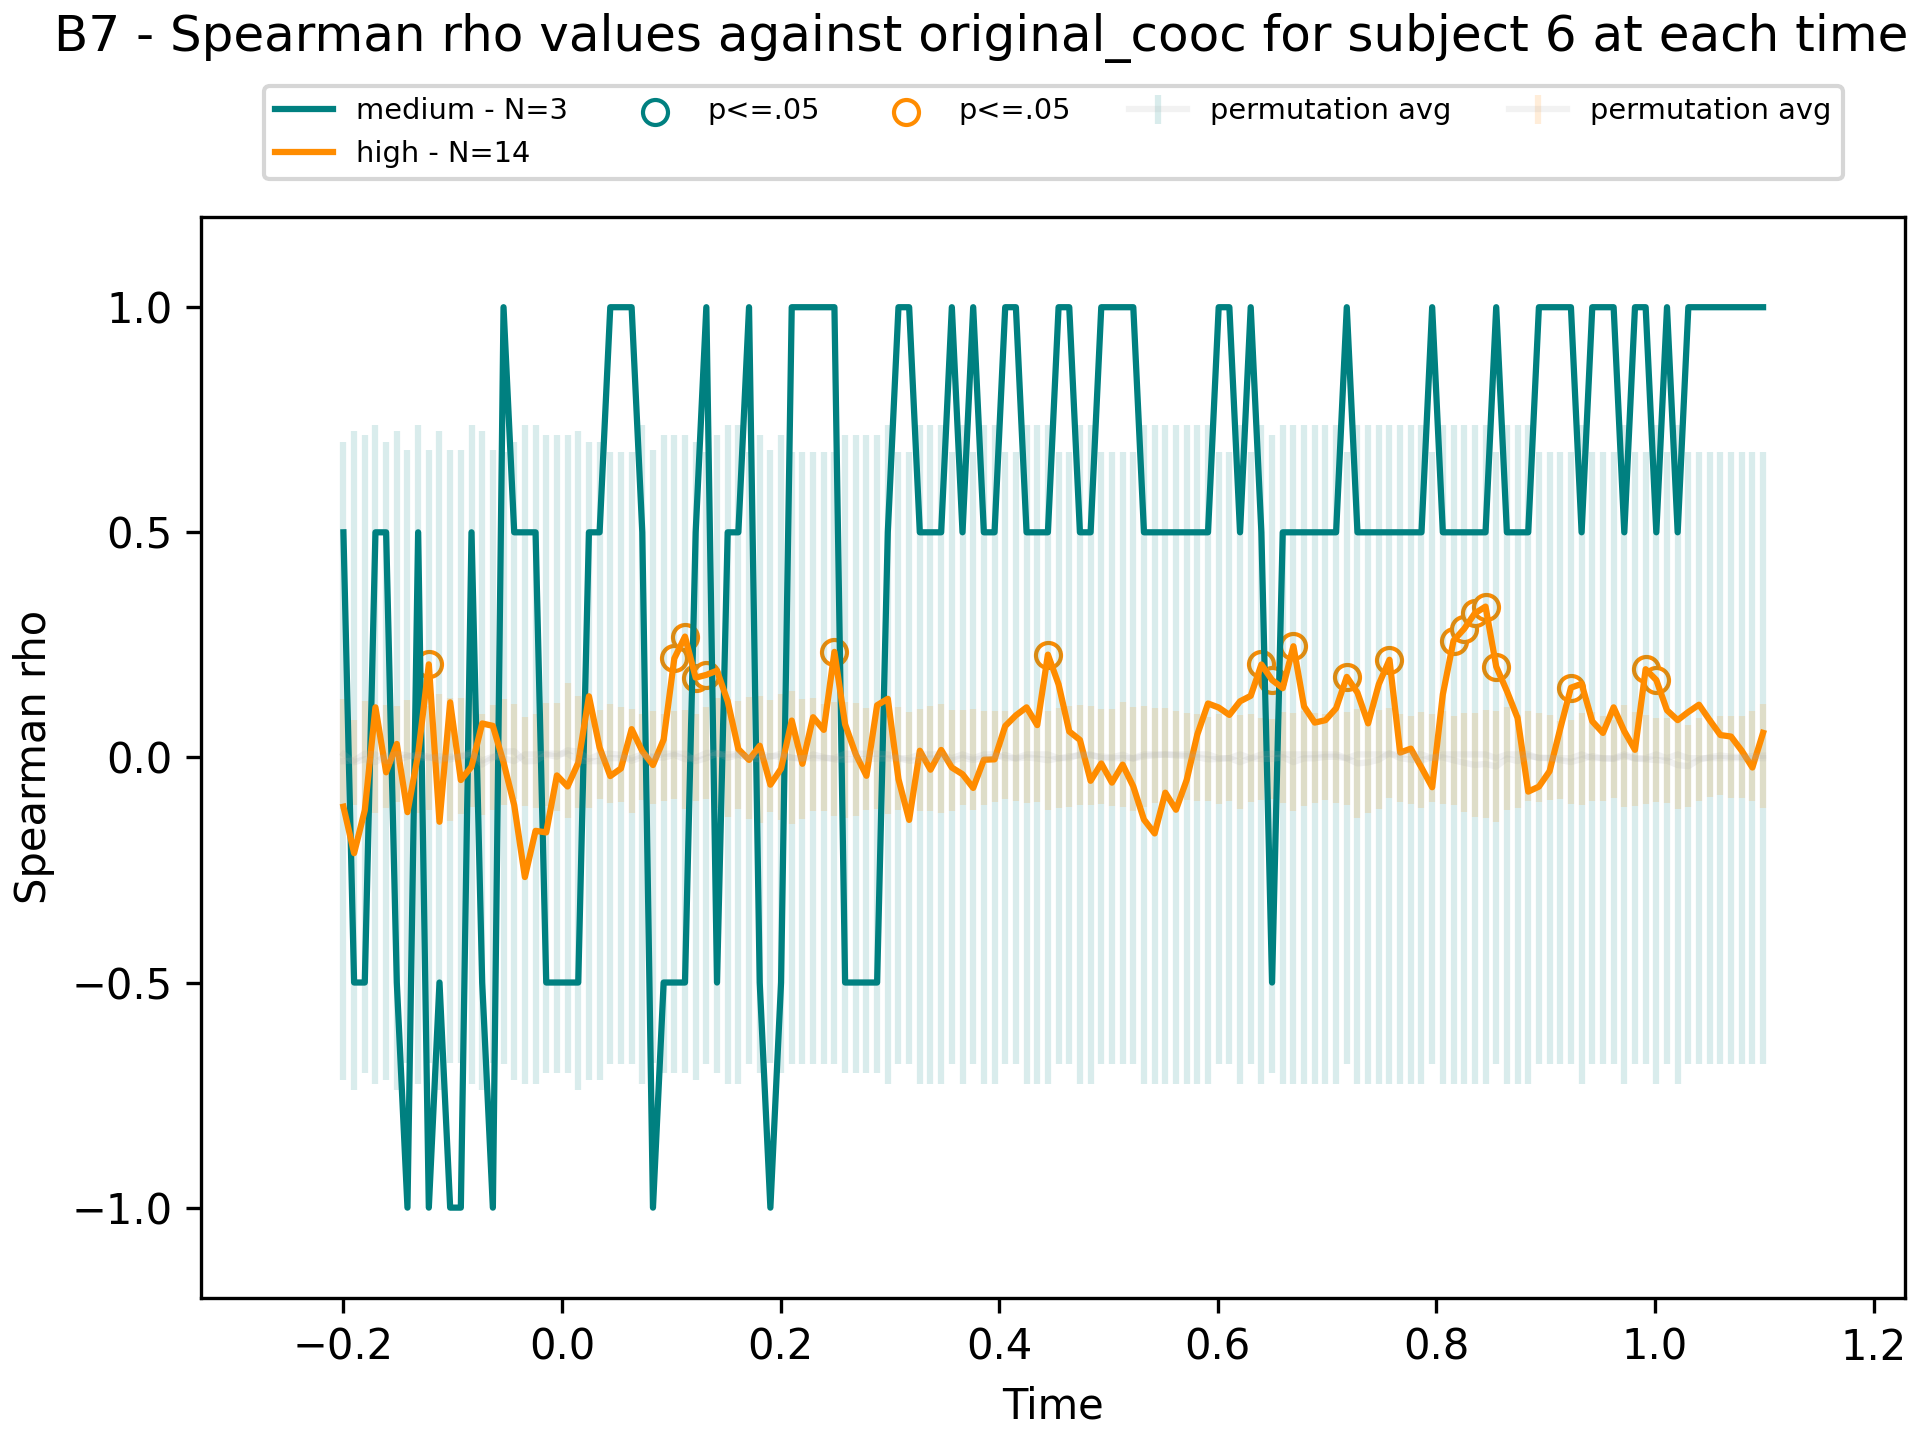 B7 - Spearman rho values against original_cooc for subject 6 at each time
medium - N=3
high - N=14
p<=.05
p<=.05
permutation avg
permutation avg
1.0
0.5
0.0
−0.5
−1.0
Spearman rho
−0.2 0.0 0.2 0.4 0.6 0.8 1.0 1.2
Time